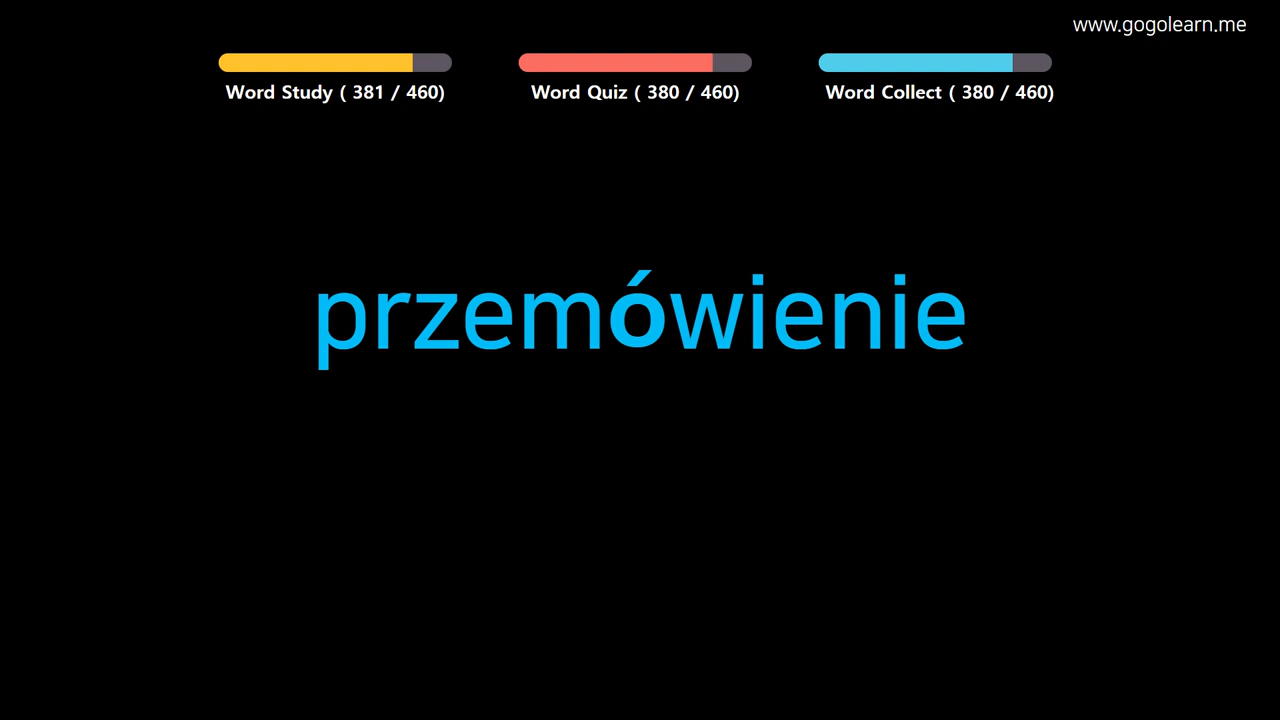 www.gogolearn.me
Word Study ( 381 / 460)
Word Quiz ( 380 / 460)
Word Collect ( 380 / 460)
przemówienie